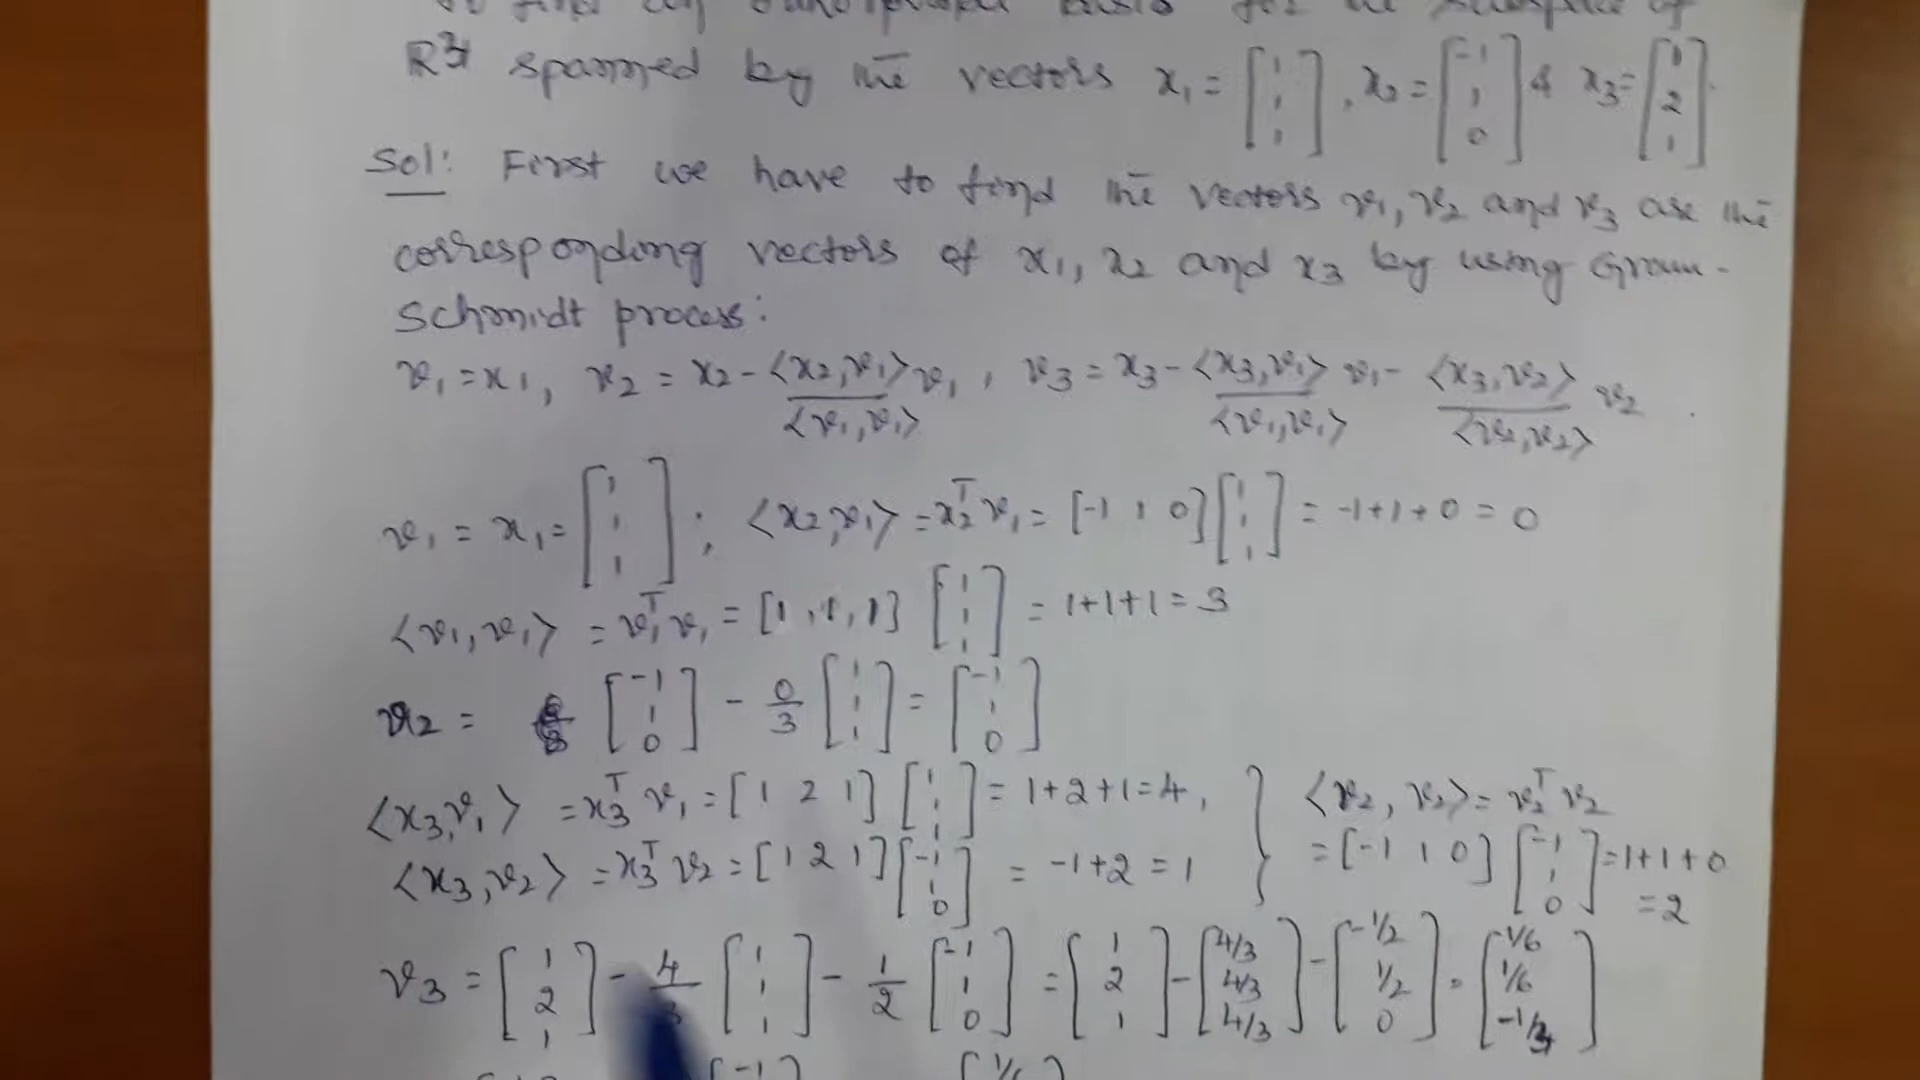 to find an orthogonal basis for the subspace of
R³ spanned by the vectors x₁ = [1 1 1], x₂ = [-1 1 0] & x₃ = [1 2 1].
Sol: First we have to find the vectors v₁, v₂ and v₃ are the
corresponding vectors of x₁, x₂ and x₃ by using Gram-
Schmidt process:
v₁ = x₁, v₂ = x₂ - <x₂,v₁>/<v₁,v₁> v₁, v₃ = x₃ - <x₃,v₁>/<v₁,v₁> v₁ - <x₃,v₂>/<v₂,v₂> v₂.
v₁ = x₁ = [1 1 1]; <x₂,v₁> = x₂ᵀv₁ = [-1 1 0][1 1 1] = -1+1+0 = 0
<v₁,v₁> = v₁ᵀv₁ = [1,1,1][1 1 1] = 1+1+1 = 3
v₂ = [-1 1 0] - 0/3 [1 1 1] = [-1 1 0]
<x₃,v₁> = x₃ᵀv₁ = [1 2 1][1 1 1] = 1+2+1 = 4,
<x₃,v₂> = x₃ᵀv₂ = [1 2 1][-1 1 0] = -1+2 = 1
} <v₂,v₂> = v₂ᵀv₂
= [-1 1 0][-1 1 0] = 1+1+0
= 2
v₃ = [1 2 1] - 4/3 [1 1 1] - 1/2 [-1 1 0] = [1 2 1] - [4/3 4/3 4/3] - [-1/2 1/2 0] = [1/6 1/6 -1/3]